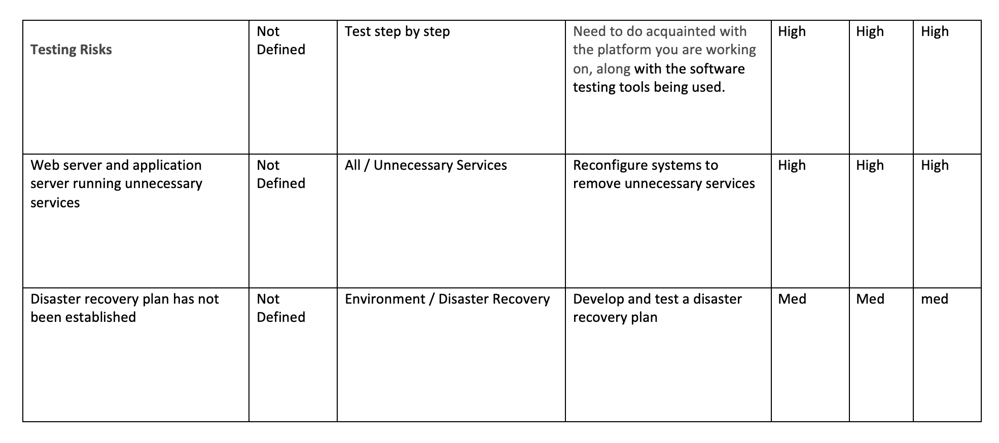 Testing Risks
Not
Defined
Test step by step
Need to do acquainted with
the platform you are working
on, along with the software
testing tools being used.
High
High
High
Web server and application
server running unnecessary
services
Not
Defined
All / Unnecessary Services
Reconfigure systems to
remove unnecessary services
High
High
High
Disaster recovery plan has not
been established
Not
Defined
Environment / Disaster Recovery
Develop and test a disaster
recovery plan
Med
Med
med